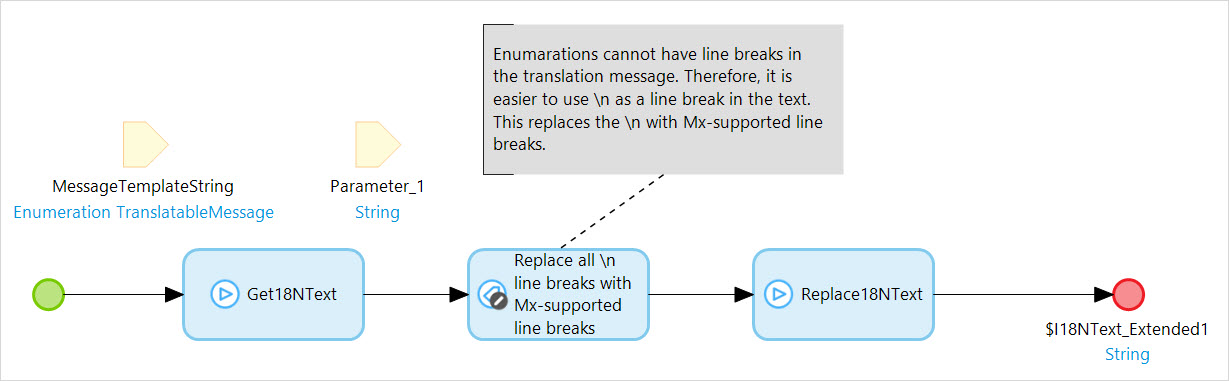 Enumarations cannot have line breaks in
the translation message. Therefore, it is
easier to use \n as a line break in the text.
This replaces the \n with Mx-supported line
breaks.
MessageTemplateString
Enumeration TranslatableMessage
Parameter_1
String
Get18NText
Replace all \n
line breaks with
Mx-supported
line breaks
Replace18NText
$I18NText_Extended1
String